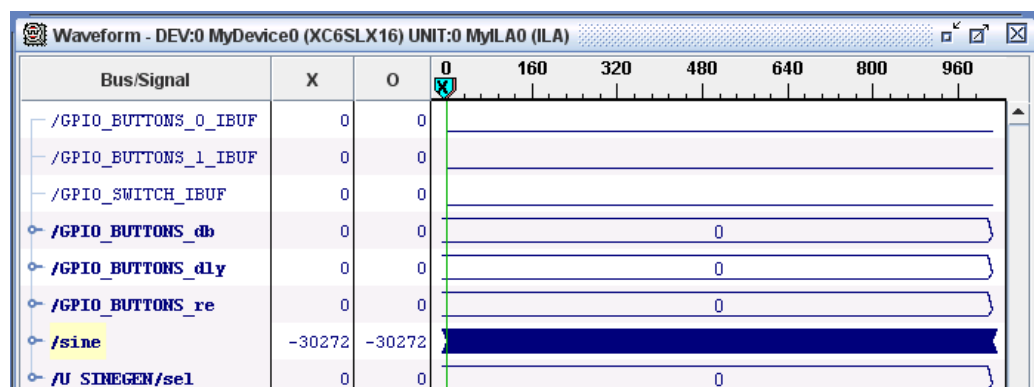 Waveform - DEV:0 MyDevice0 (XC6SLX16) UNIT:0 MyILA0 (ILA)
Bus/Signal X O 0 160 320 480 640 800 960
X
/GPIO_BUTTONS_0_IBUF 0 0
/GPIO_BUTTONS_1_IBUF 0 0
/GPIO_SWITCH_IBUF 0 0
/GPIO_BUTTONS_db 0 0 0
/GPIO_BUTTONS_dly 0 0 0
/GPIO_BUTTONS_re 0 0 0
/sine -30272 -30272
/U_SINEGEN/sel 0 0 0